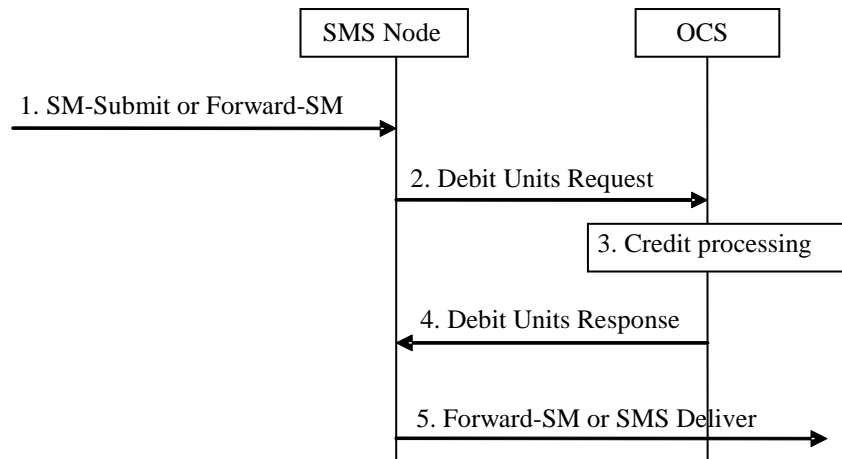 SMS Node
OCS
1. SM-Submit or Forward-SM
2. Debit Units Request
3. Credit processing
4. Debit Units Response
5. Forward-SM or SMS Deliver